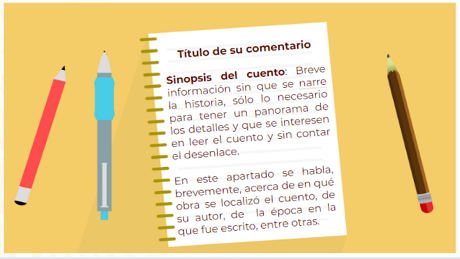 Título de su comentario
Sinopsis del cuento: Breve
información sin que se narre
la historia, sólo lo necesario
para tener un panorama de
los detalles y que se interesen
en leer el cuento y sin contar
el desenlace.
En este apartado se habla,
brevemente, acerca de en qué
obra se localizó el cuento, de
su autor, de la época en la
que fue escrito, entre otras.